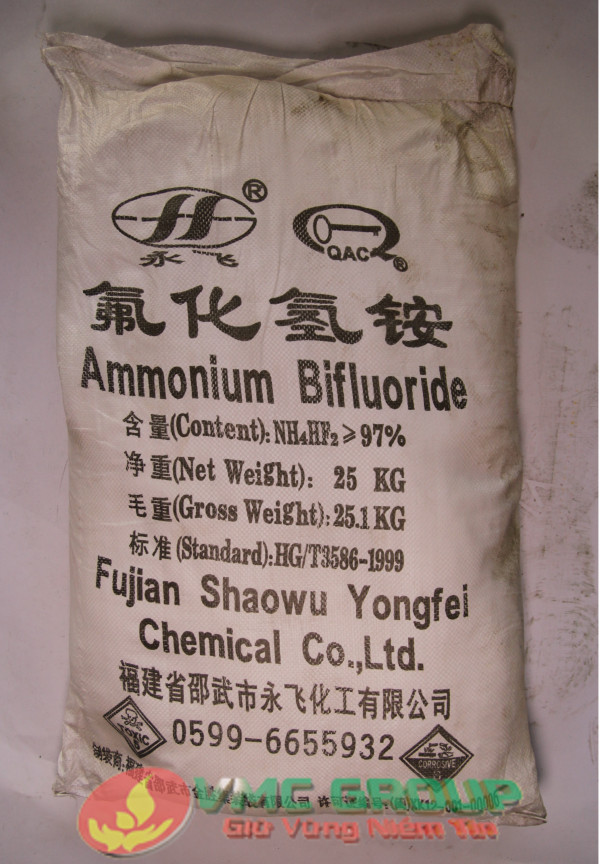 永飞 ®
QAC ®
氟化氢铵
Ammonium Bifluoride
含量(Content):NH₄HF₂≥97%
净重(Net Weight): 25 KG
毛重(Gross Weight):25.1KG
标准(Standard):HG/T3586-1999
Fujian Shaowu Yongfei
Chemical Co.,Ltd.
福建省邵武市永飞化工有限公司
TOXIC
0599-6655932
CORROSIVE
VMC GROUP
Giữ Vững Niềm Tin